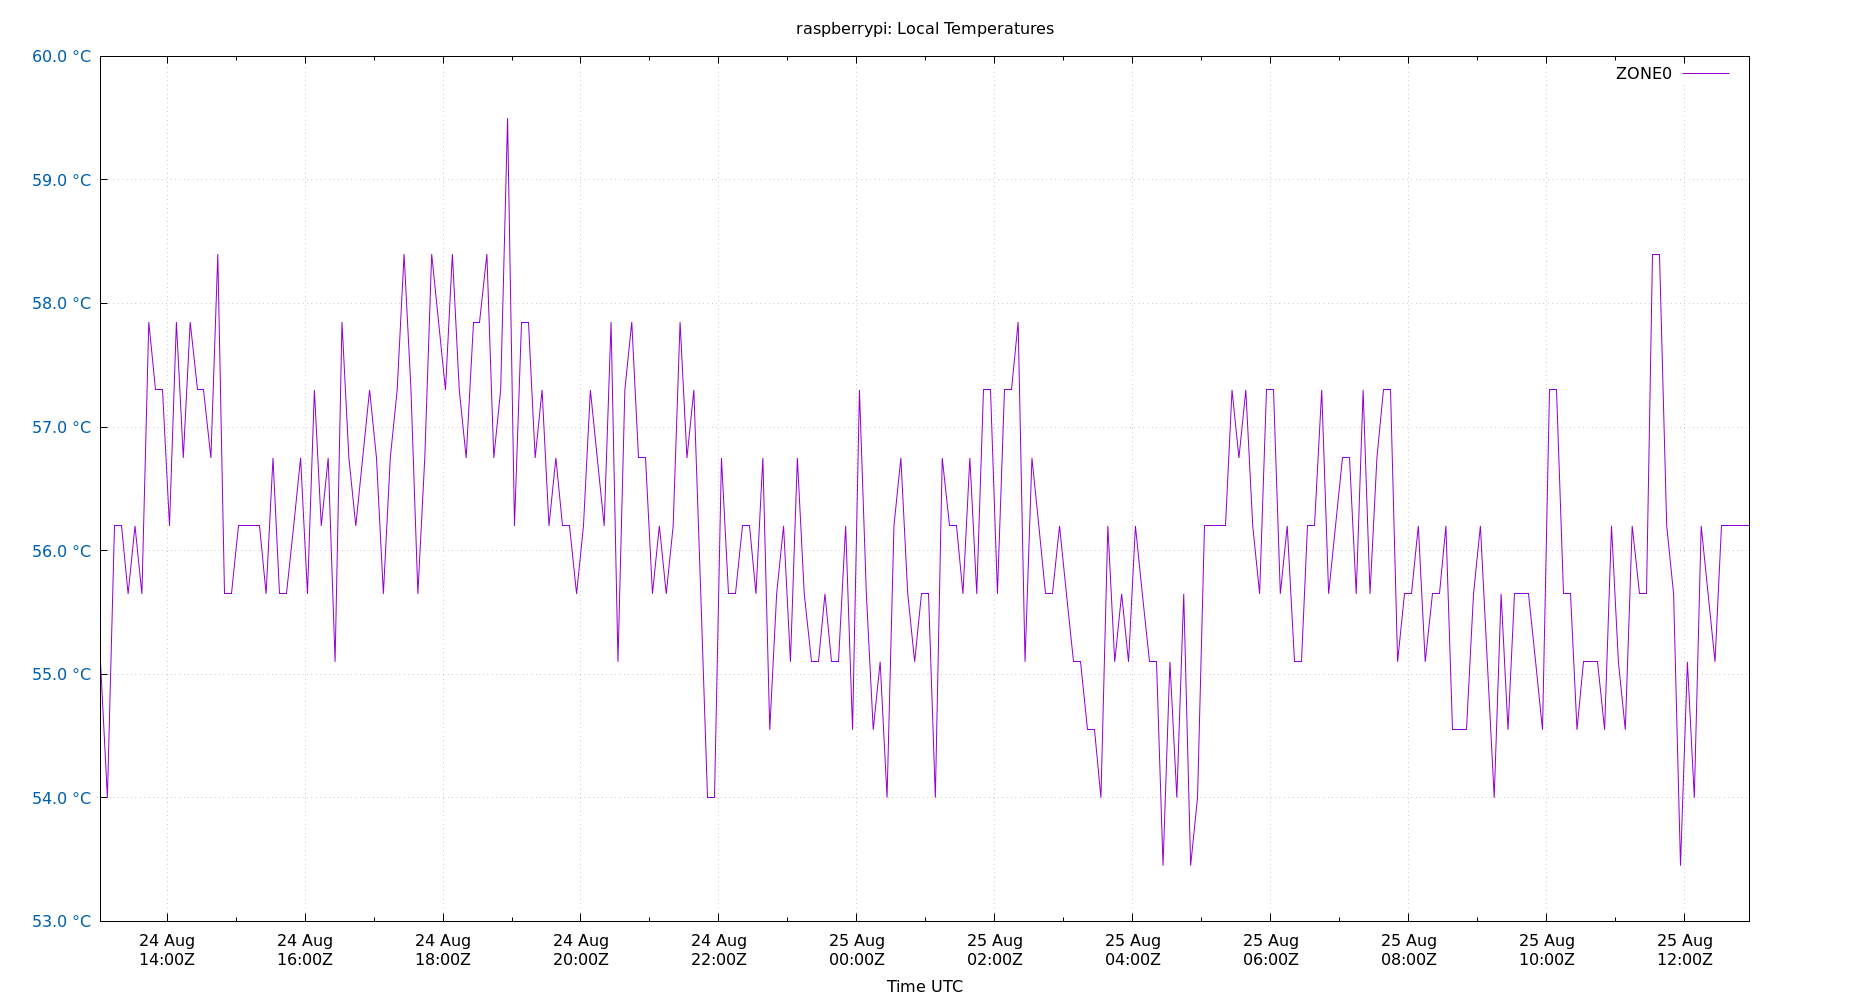 raspberrypi: Local Temperatures
60.0 °C
59.0 °C
58.0 °C
57.0 °C
56.0 °C
55.0 °C
54.0 °C
53.0 °C
ZONE0
24 Aug
14:00Z
24 Aug
16:00Z
24 Aug
18:00Z
24 Aug
20:00Z
24 Aug
22:00Z
25 Aug
00:00Z
25 Aug
02:00Z
25 Aug
04:00Z
25 Aug
06:00Z
25 Aug
08:00Z
25 Aug
10:00Z
25 Aug
12:00Z
Time UTC